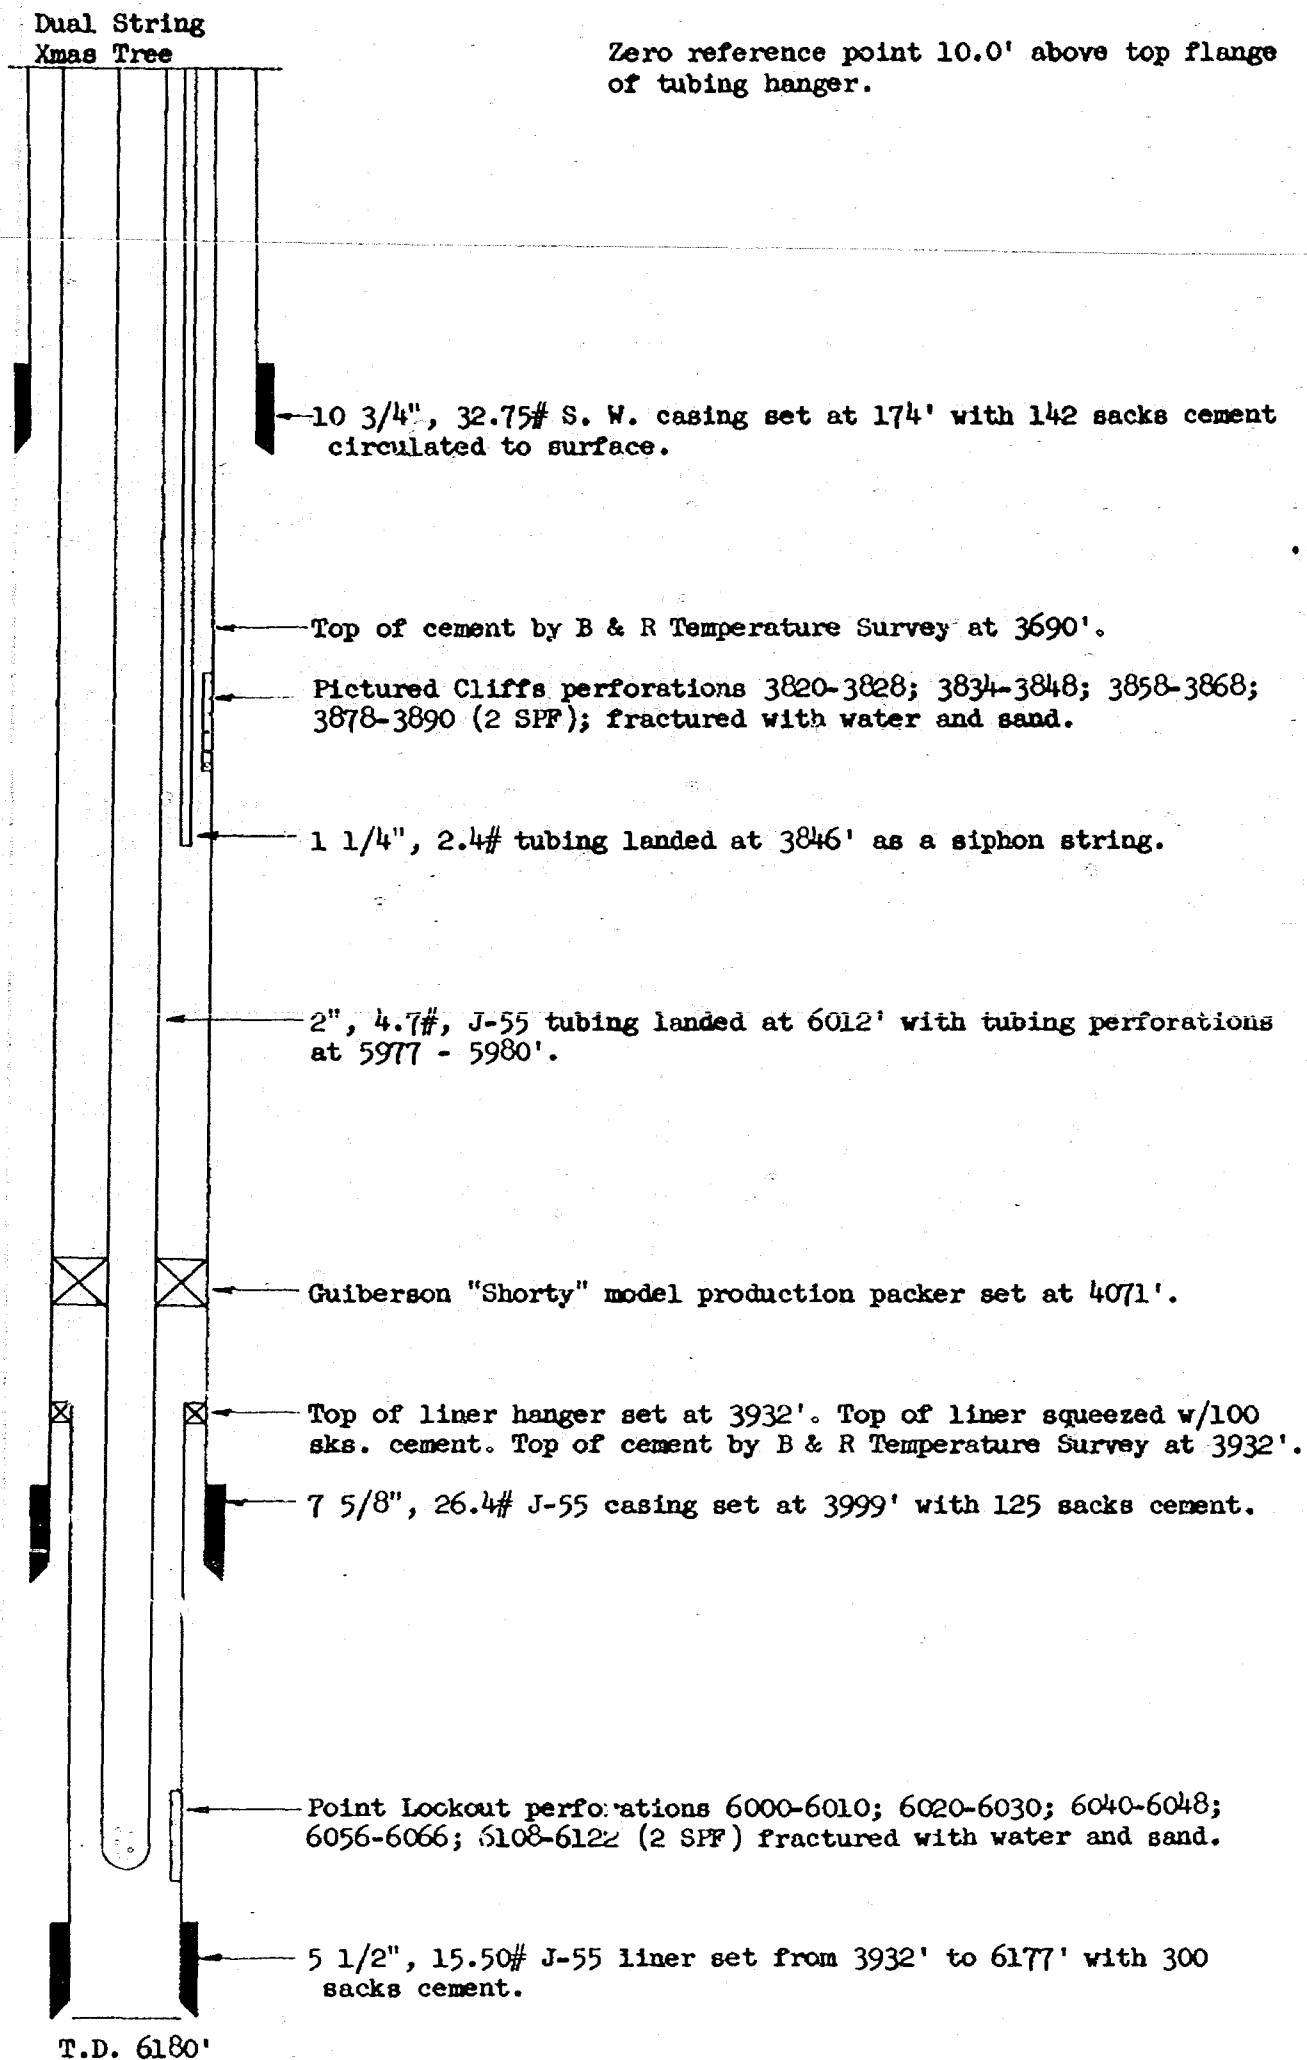 Dual String
Xmas Tree
Zero reference point 10.0' above top flange
of tubing hanger.
10 3/4", 32.75# S. W. casing set at 174' with 142 sacks cement
circulated to surface.
Top of cement by B & R Temperature Survey at 3690'.
Pictured Cliffs perforations 3820-3828; 3834-3848; 3858-3868;
3878-3890 (2 SPF); fractured with water and sand.
1 1/4", 2.4# tubing landed at 3846' as a siphon string.
2", 4.7#, J-55 tubing landed at 6012' with tubing perforations
at 5977 - 5980'.
Guiberson "Shorty" model production packer set at 4071'.
Top of liner hanger set at 3932'. Top of liner squeezed w/100
sks. cement. Top of cement by B & R Temperature Survey at 3932'.
7 5/8", 26.4# J-55 casing set at 3999' with 125 sacks cement.
Point Lookout perforations 6000-6010; 6020-6030; 6040-6048;
6056-6066; 6108-6122 (2 SPF) fractured with water and sand.
5 1/2", 15.50# J-55 liner set from 3932' to 6177' with 300
sacks cement.
T.D. 6180'